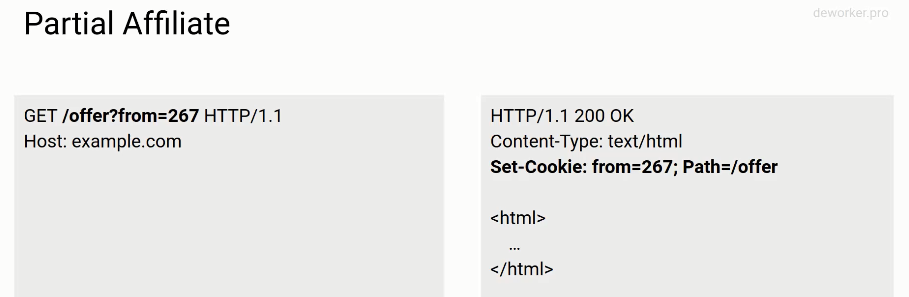 Partial Affiliate
deworker.pro
GET /offer?from=267 HTTP/1.1
Host: example.com
HTTP/1.1 200 OK
Content-Type: text/html
Set-Cookie: from=267; Path=/offer
<html>
…
</html>